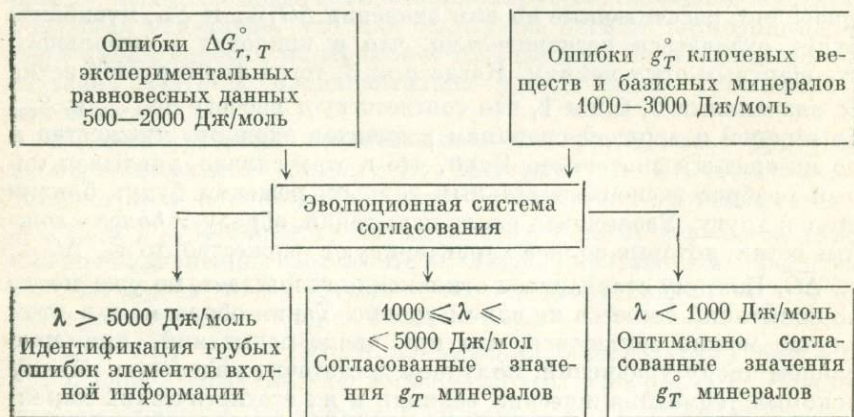 Ошибки ΔG°r, T
экспериментальных
равновесных данных
500—2000 Дж/моль
Ошибки g°T ключевых ве-
ществ и базисных минералов
1000—3000 Дж/моль
Эволюционная система
согласования
λ > 5000 Дж/моль
Идентификация грубых
ошибок элементов вход-
ной информации
1000 ⩽ λ ⩽
⩽ 5000 Дж/мол
Согласованные значе-
ния g°T минералов
λ < 1000 Дж/моль
Оптимально согла-
сованные значения
g°T минералов